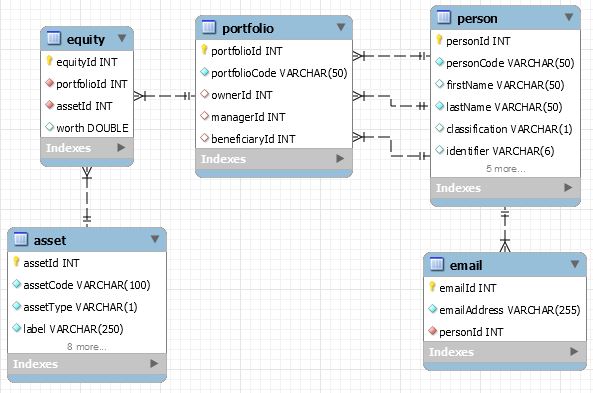 equity
equityId INT
portfolioId INT
assetId INT
worth DOUBLE
Indexes
portfolio
portfolioId INT
portfolioCode VARCHAR(50)
ownerId INT
managerId INT
beneficiaryId INT
Indexes
person
personId INT
personCode VARCHAR(50)
firstName VARCHAR(50)
lastName VARCHAR(50)
classification VARCHAR(1)
identifier VARCHAR(6)
5 more...
Indexes
asset
assetId INT
assetCode VARCHAR(100)
assetType VARCHAR(1)
label VARCHAR(250)
8 more...
Indexes
email
emailId INT
emailAddress VARCHAR(255)
personId INT
Indexes